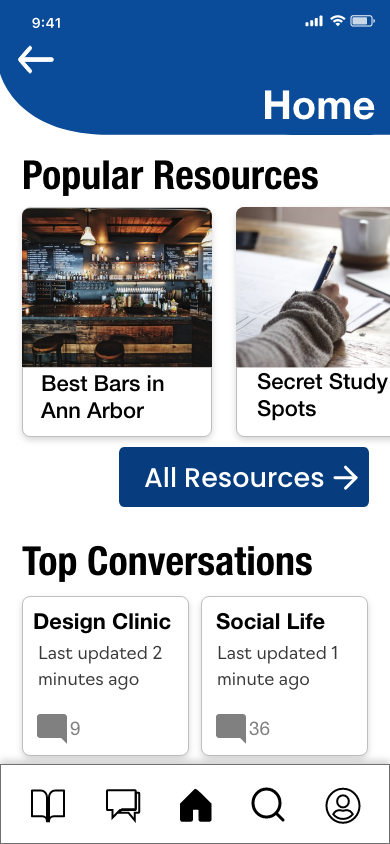 9:41
Home
Popular Resources
Best Bars in
Ann Arbor
Secret Study
Spots
All Resources
Top Conversations
Design Clinic
Last updated 2
minutes ago
9
Social Life
Last updated 1
minute ago
36